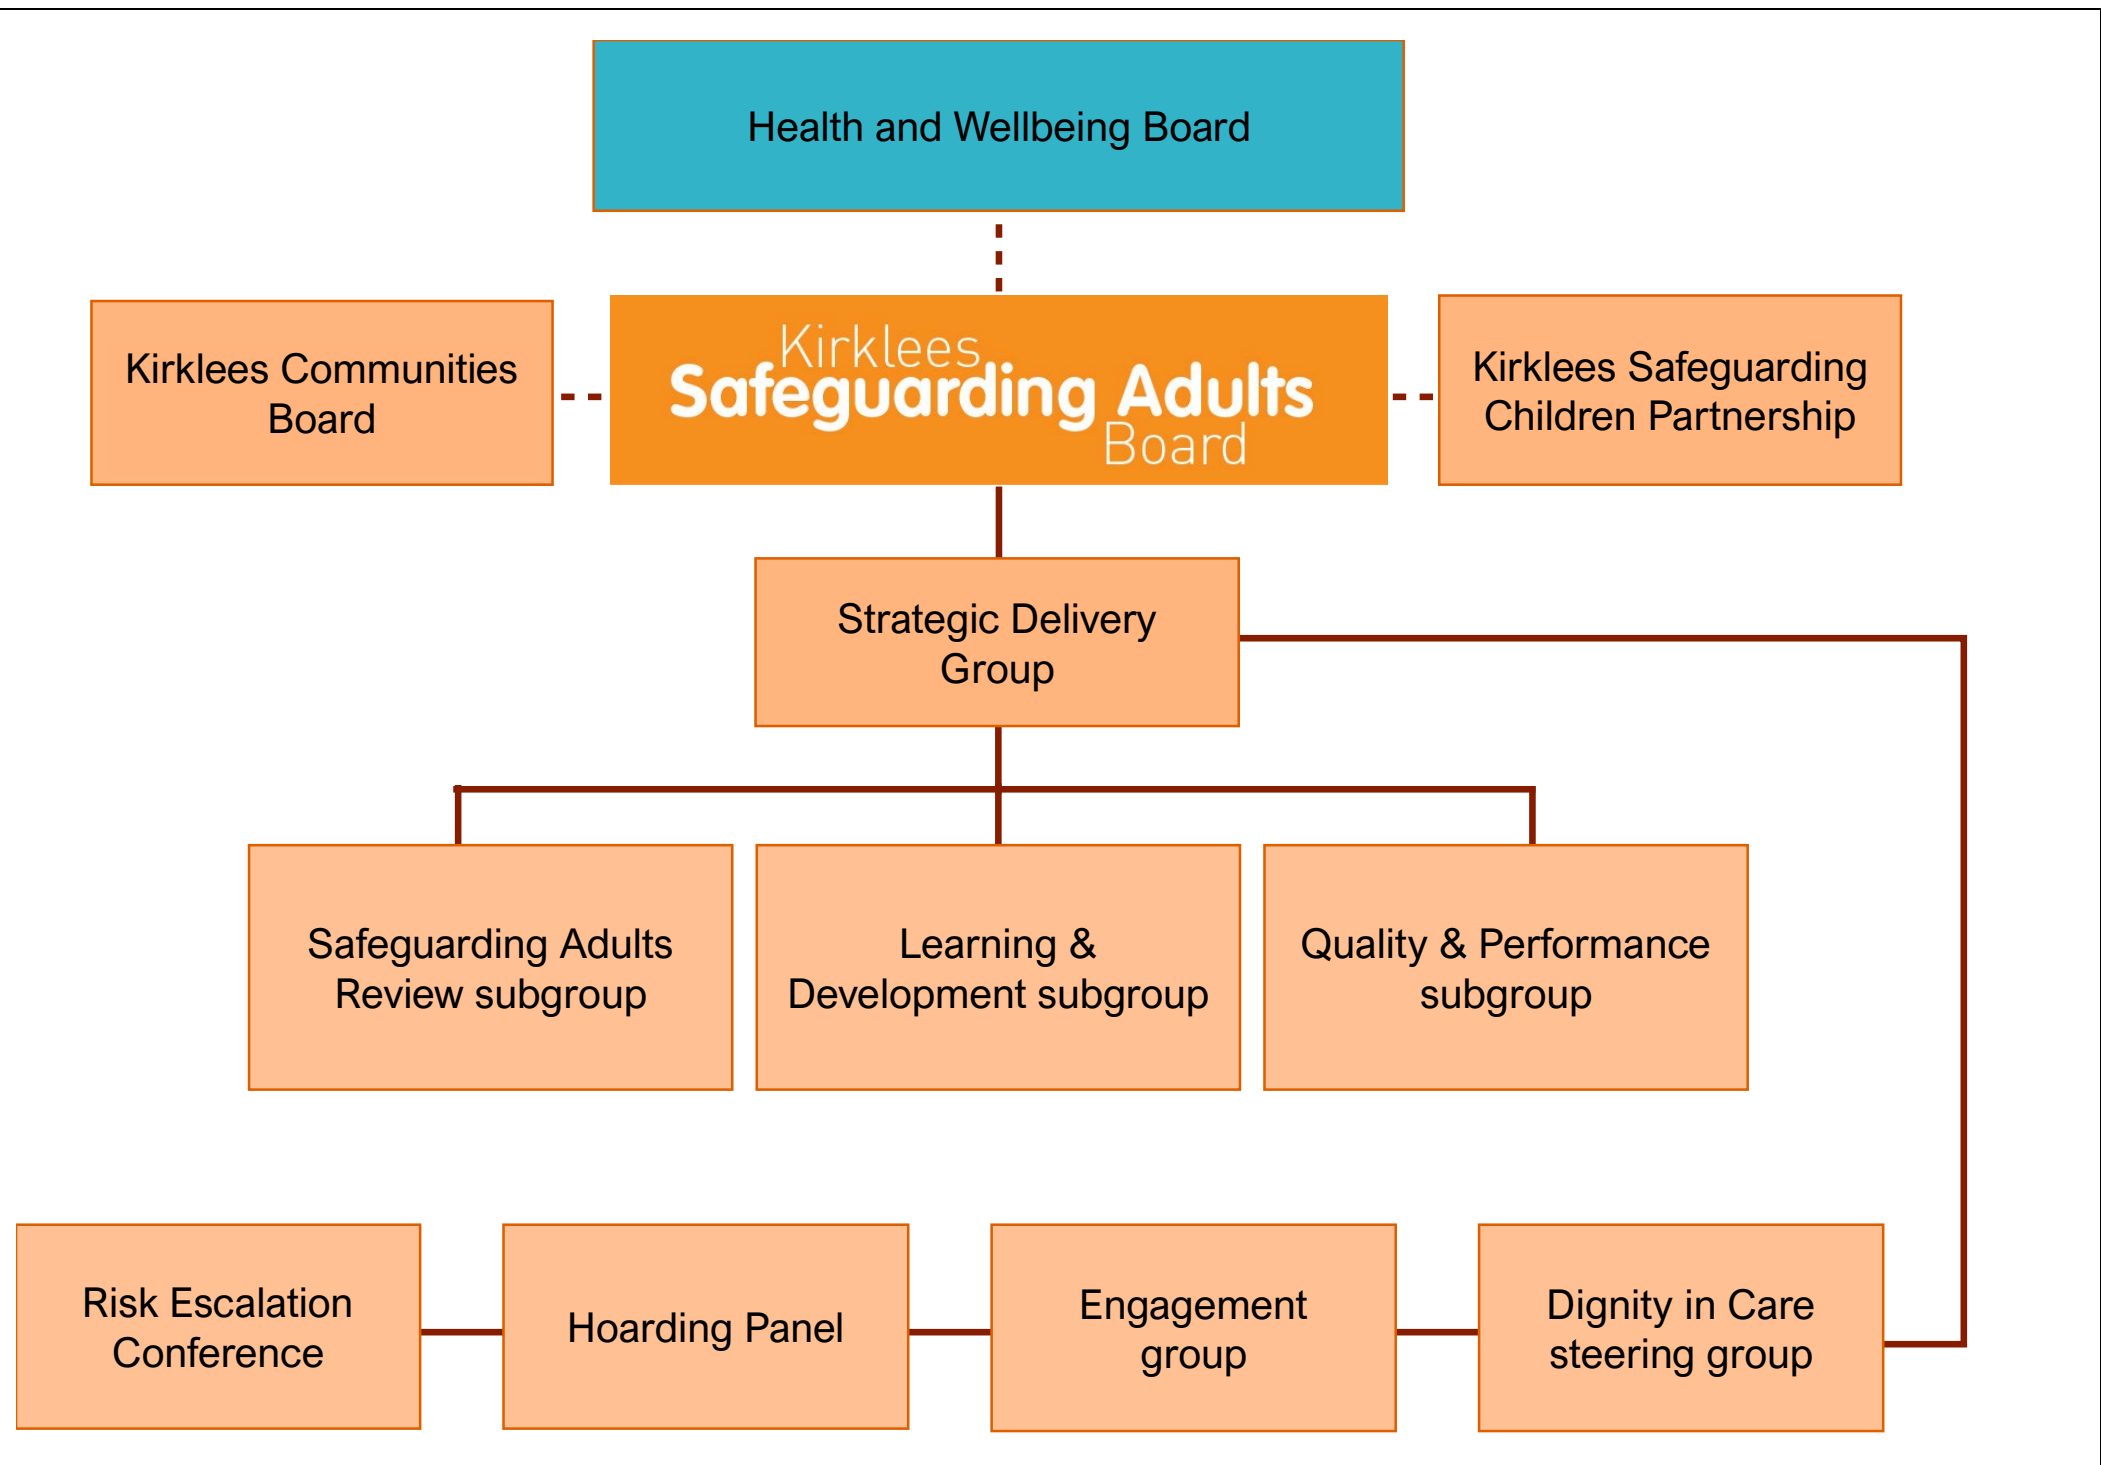 Health and Wellbeing Board
Kirklees Communities
Board
Kirklees
Safeguarding Adults
Board
Kirklees Safeguarding
Children Partnership
Strategic Delivery
Group
Safeguarding Adults
Review subgroup
Learning &
Development subgroup
Quality & Performance
subgroup
Risk Escalation
Conference
Hoarding Panel
Engagement
group
Dignity in Care
steering group